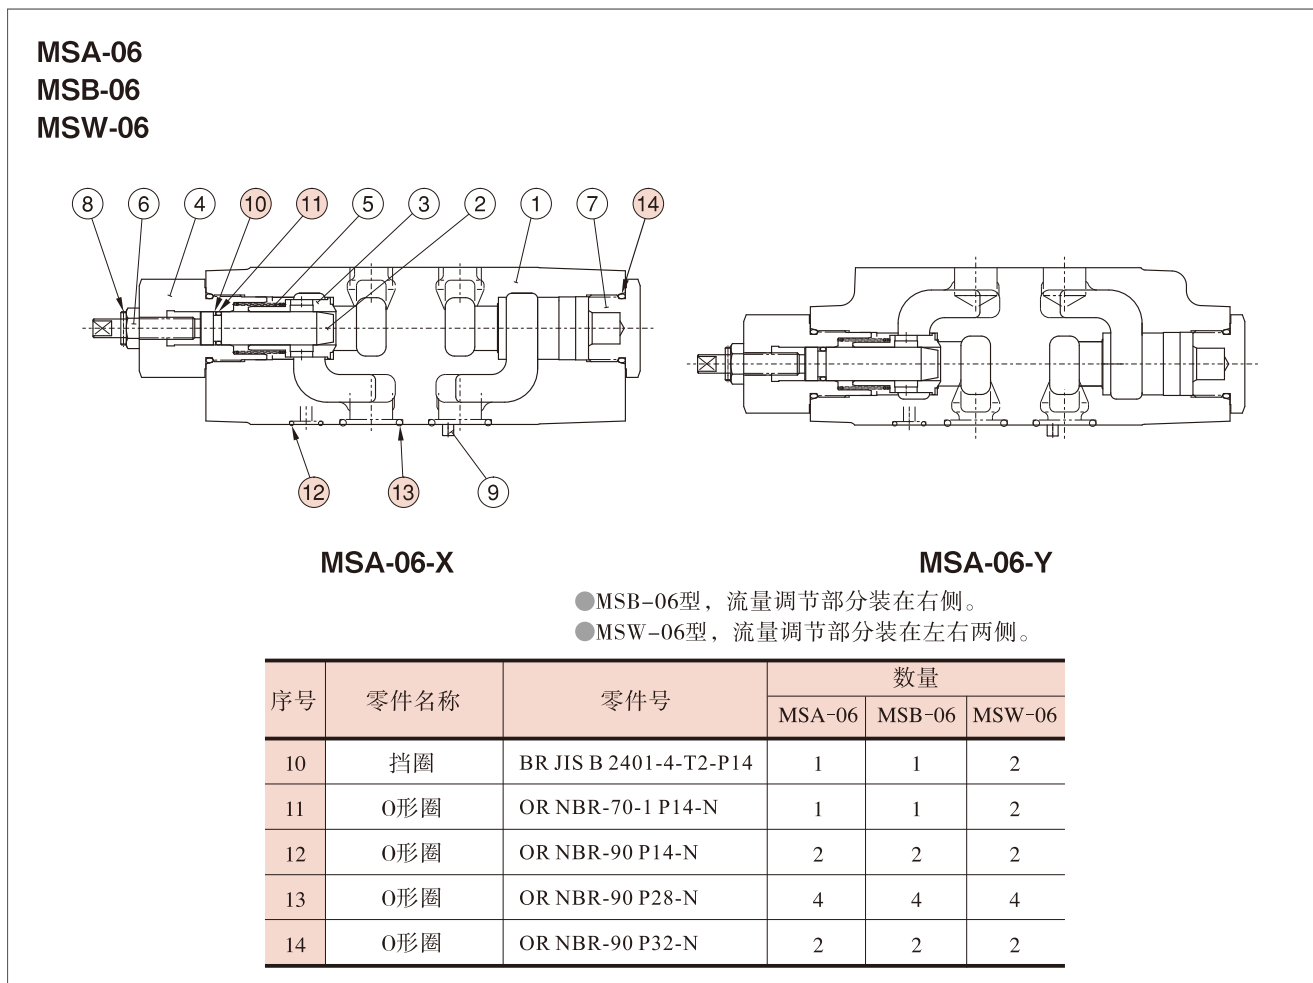 MSA-06
MSB-06
MSW-06
8 6 4 10 11 5 3 2 1 7 14
12 13 9
MSA-06-X MSA-06-Y
●MSB-06型，流量调节部分装在右侧。
●MSW-06型，流量调节部分装在左右两侧。
序号 零件名称 零件号 数量
MSA-06 MSB-06 MSW-06
10 挡圈 BR JIS B 2401-4-T2-P14 1 1 2
11 O形圈 OR NBR-70-1 P14-N 1 1 2
12 O形圈 OR NBR-90 P14-N 2 2 2
13 O形圈 OR NBR-90 P28-N 4 4 4
14 O形圈 OR NBR-90 P32-N 2 2 2